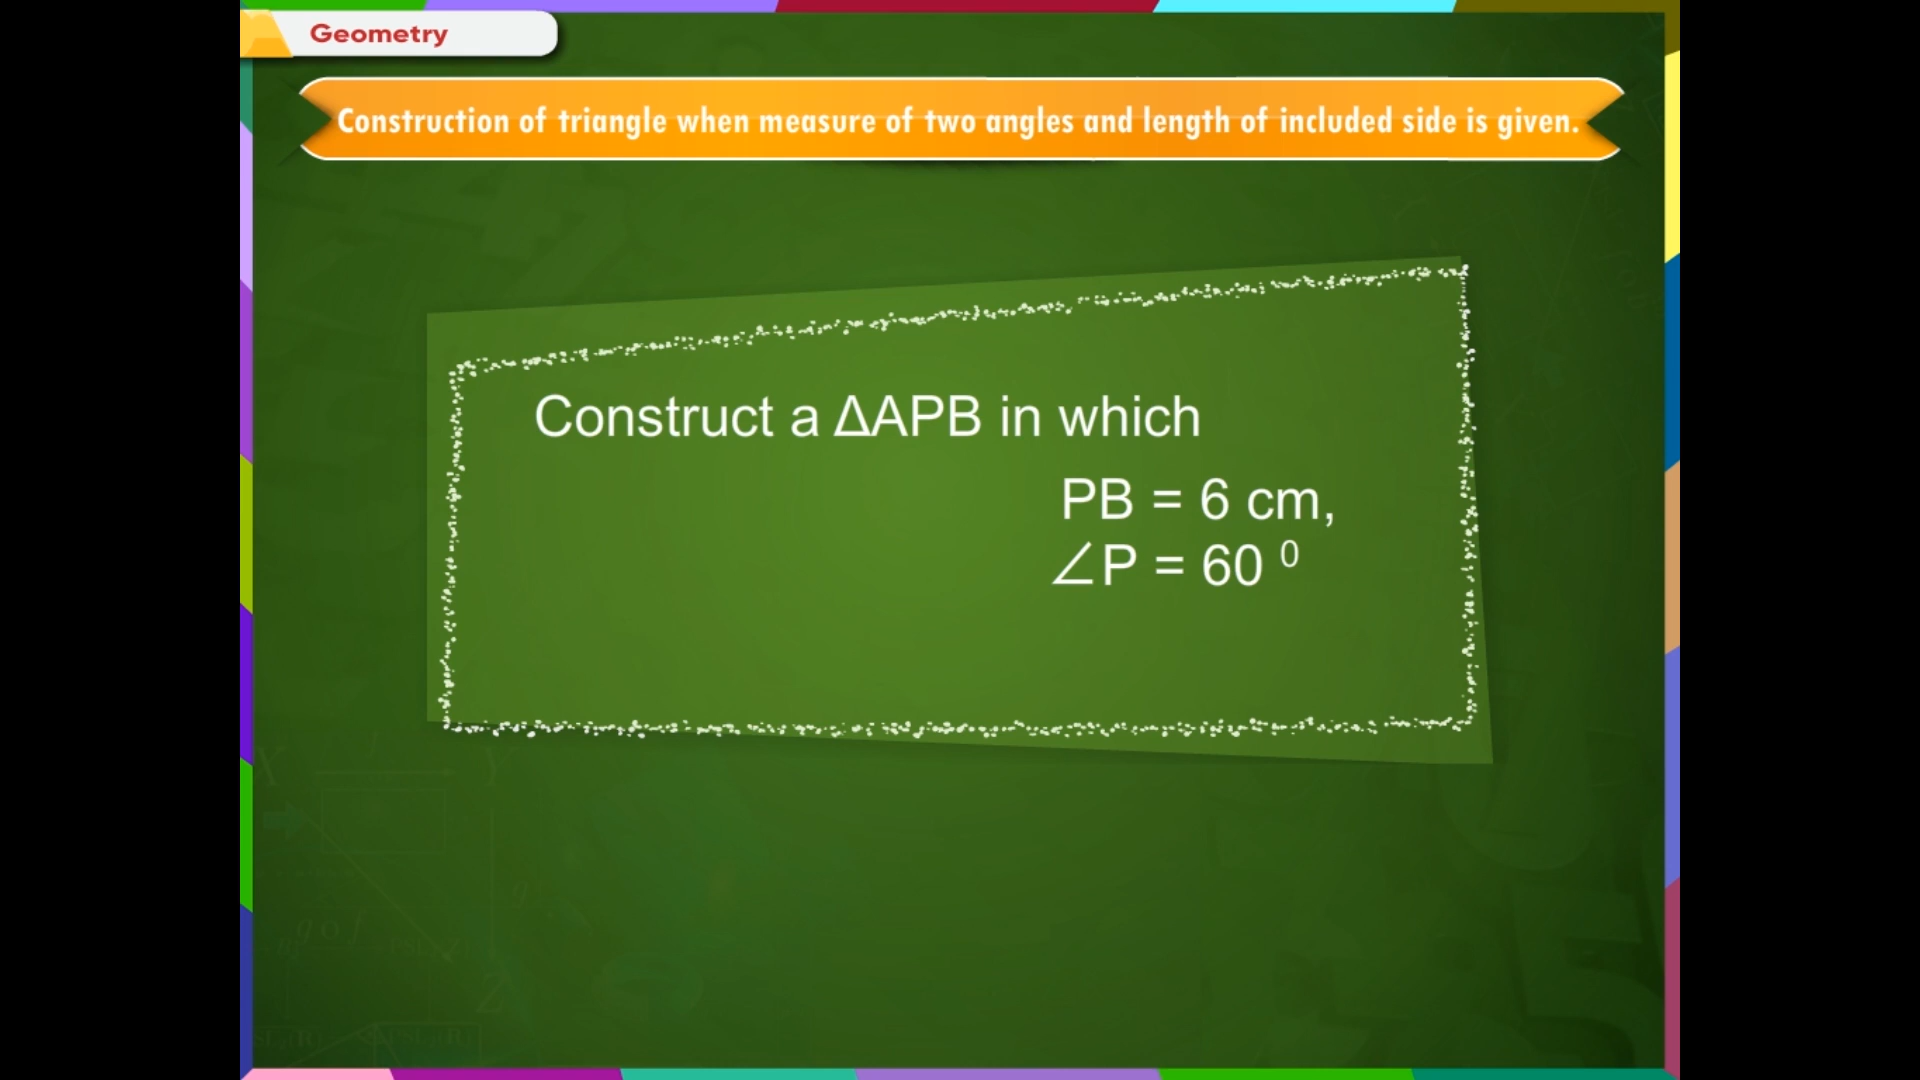 Geometry
Construction of triangle when measure of two angles and length of included side is given.
Construct a ΔAPB in which
PB = 6 cm,
∠P = 60 ⁰